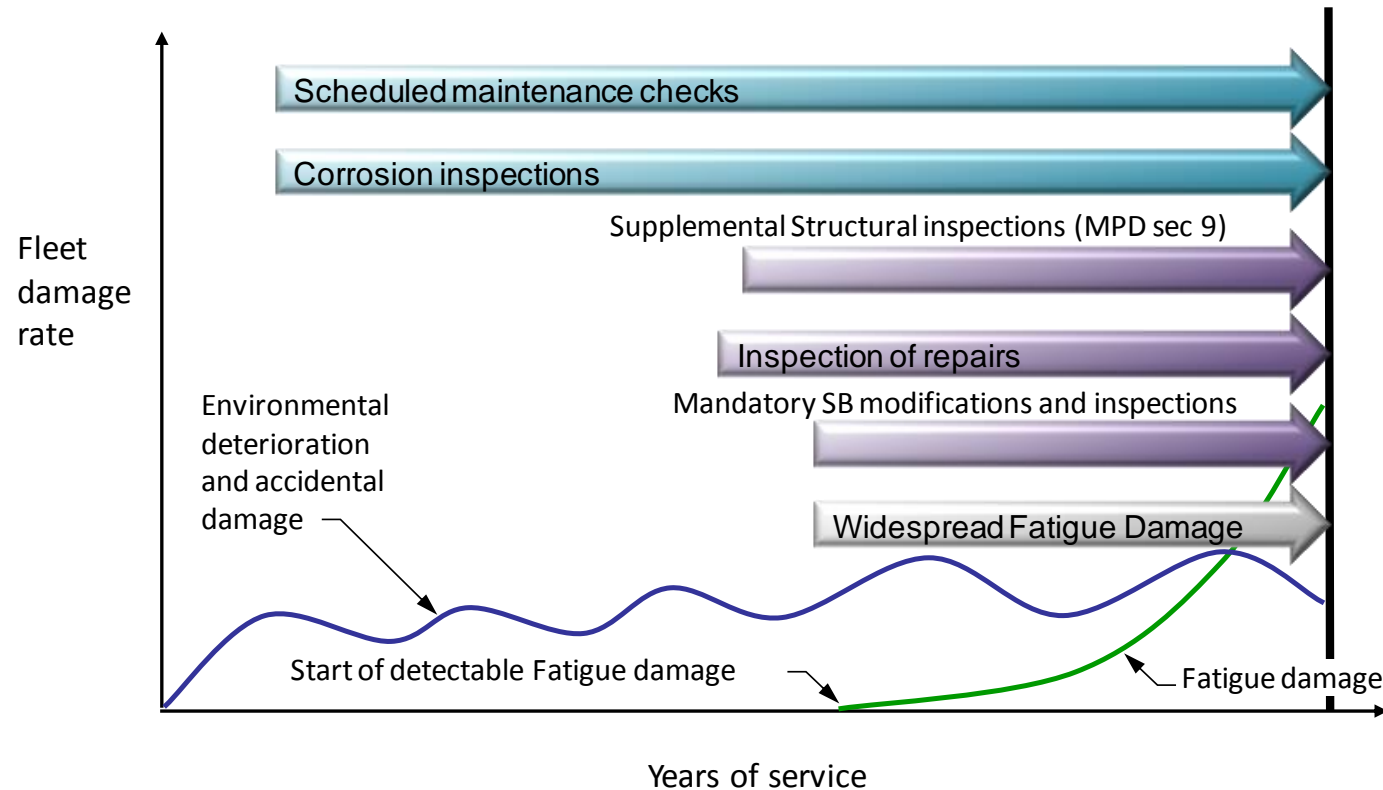 Scheduled maintenance checks
Corrosion inspections
Supplemental Structural inspections (MPD sec 9)
Fleet
damage
rate
Inspection of repairs
Mandatory SB modifications and inspections
Environmental
deterioration
and accidental
damage
Widespread Fatigue Damage
Start of detectable Fatigue damage
Fatigue damage
Years of service